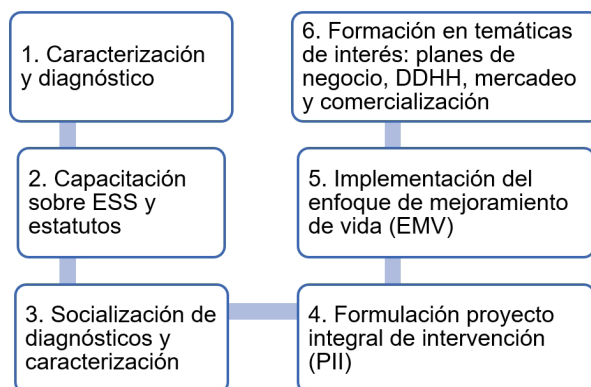 1. Caracterización
y diagnóstico
2. Capacitación
sobre ESS y
estatutos
3. Socialización de
diagnósticos y
caracterización
4. Formulación proyecto
integral de intervención
(PII)
5. Implementación del
enfoque de mejoramiento
de vida (EMV)
6. Formación en temáticas
de interés: planes de
negocio, DDHH, mercadeo
y comercialización